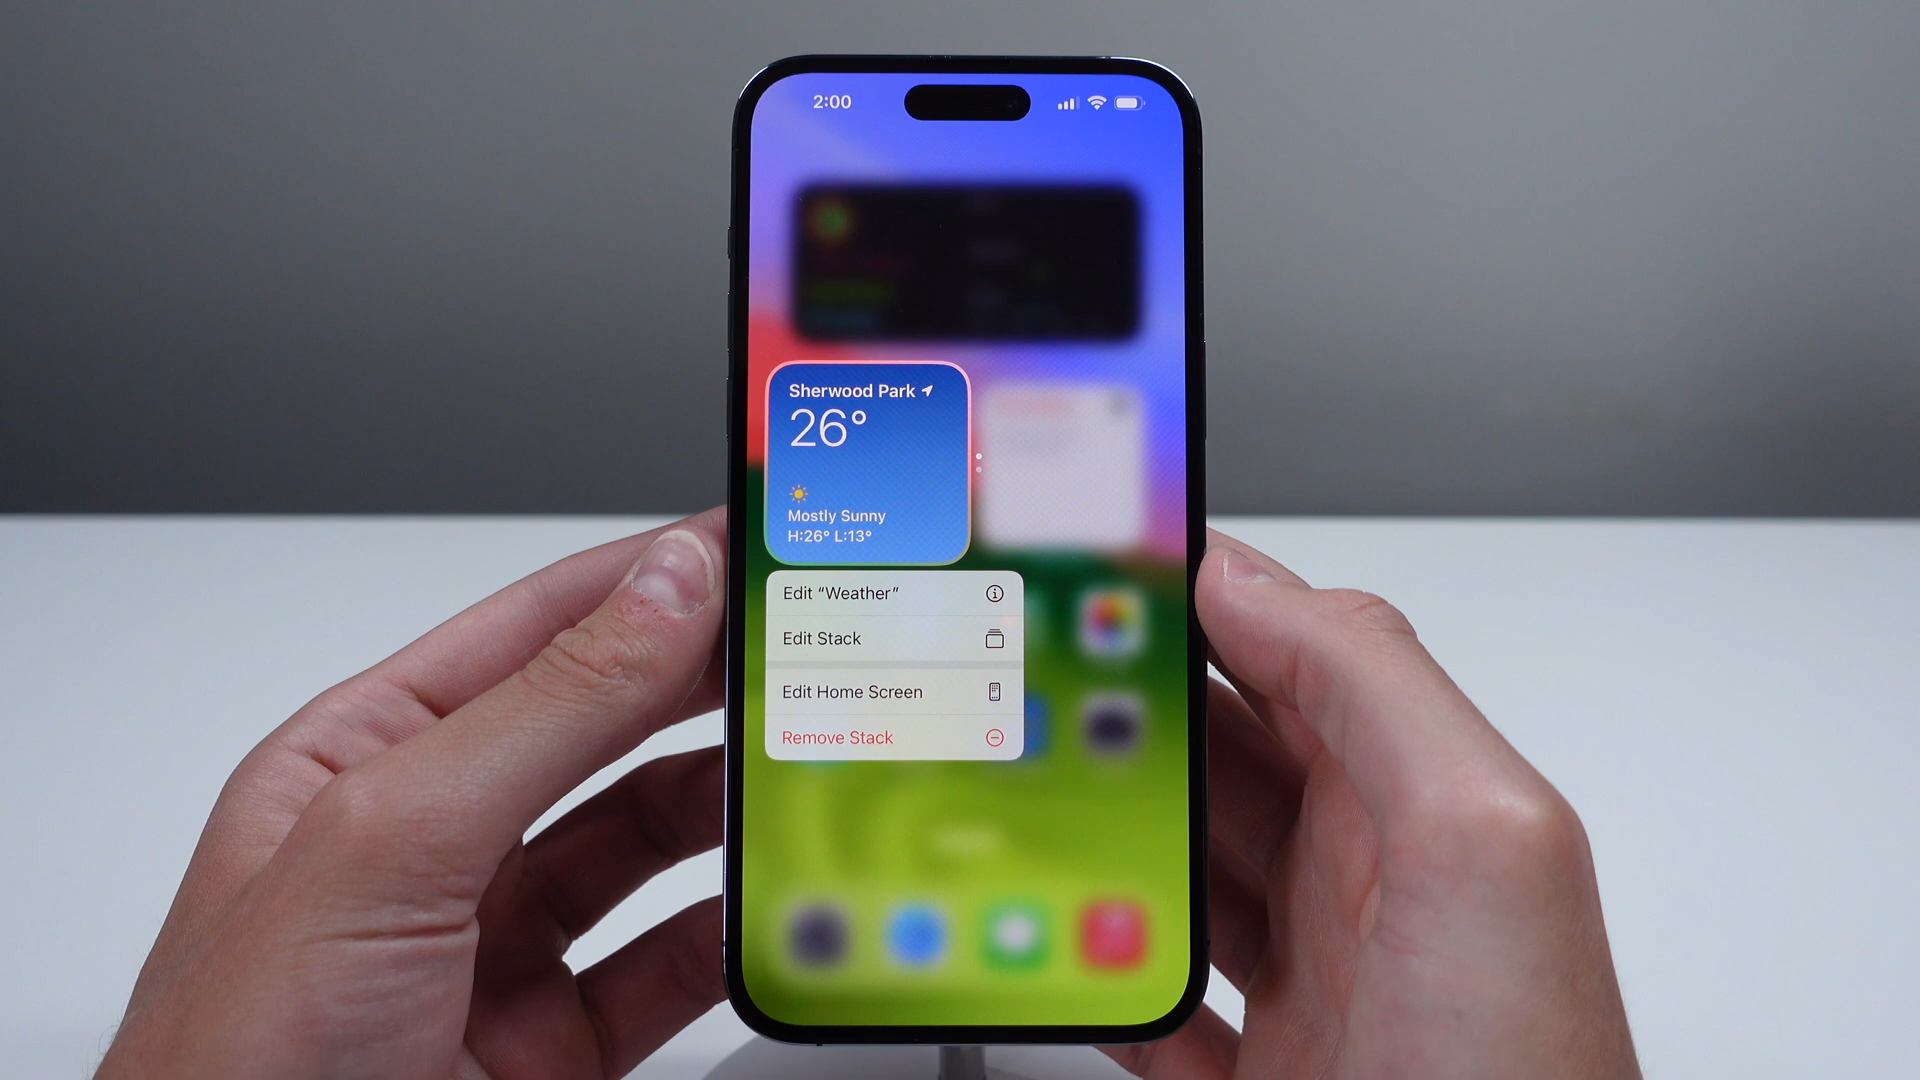 2:00
Sherwood Park
26°
Mostly Sunny
H:26° L:13°
Edit “Weather”
Edit Stack
Edit Home Screen
Remove Stack